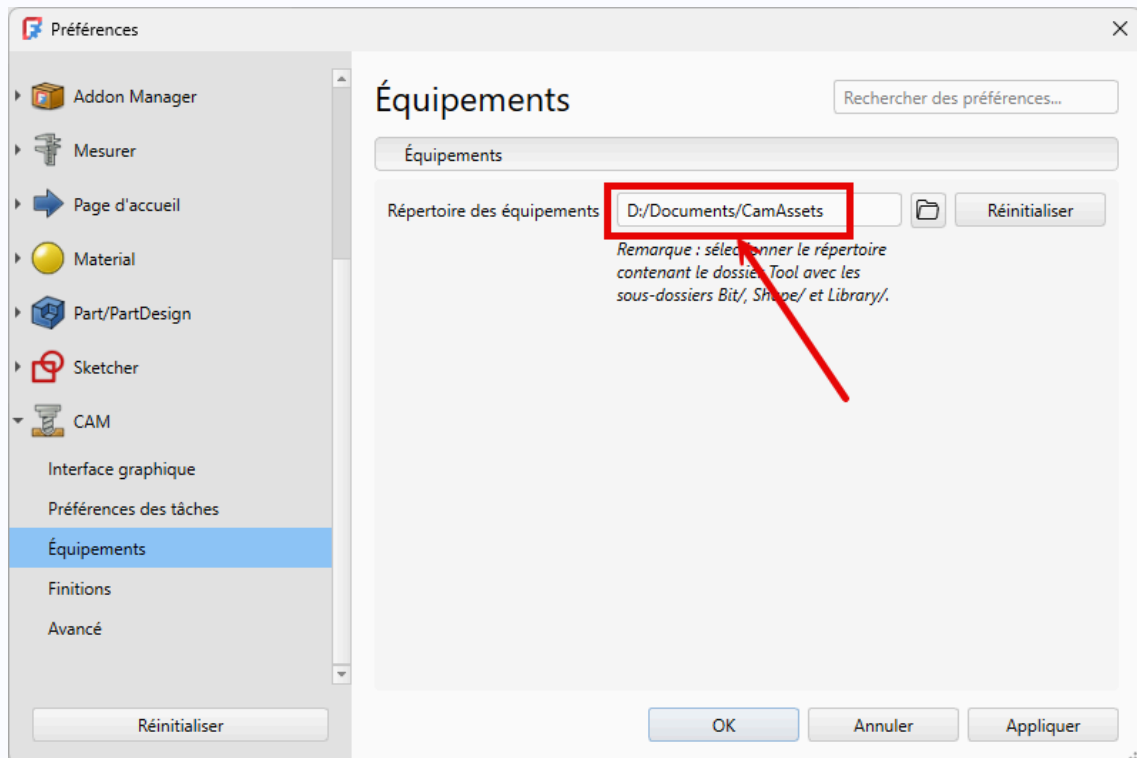 Préférences
Addon Manager
Mesurer
Page d'accueil
Material
Part/PartDesign
Sketcher
CAM
Interface graphique
Préférences des tâches
Équipements
Finitions
Avancé
Réinitialiser
Équipements
Rechercher des préférences...
Équipements
Répertoire des équipements
D:/Documents/CamAssets
Réinitialiser
Remarque : sélectionner le répertoire
contenant le dossier Tool avec les
sous-dossiers Bit/, Shape/ et Library/.
OK
Annuler
Appliquer